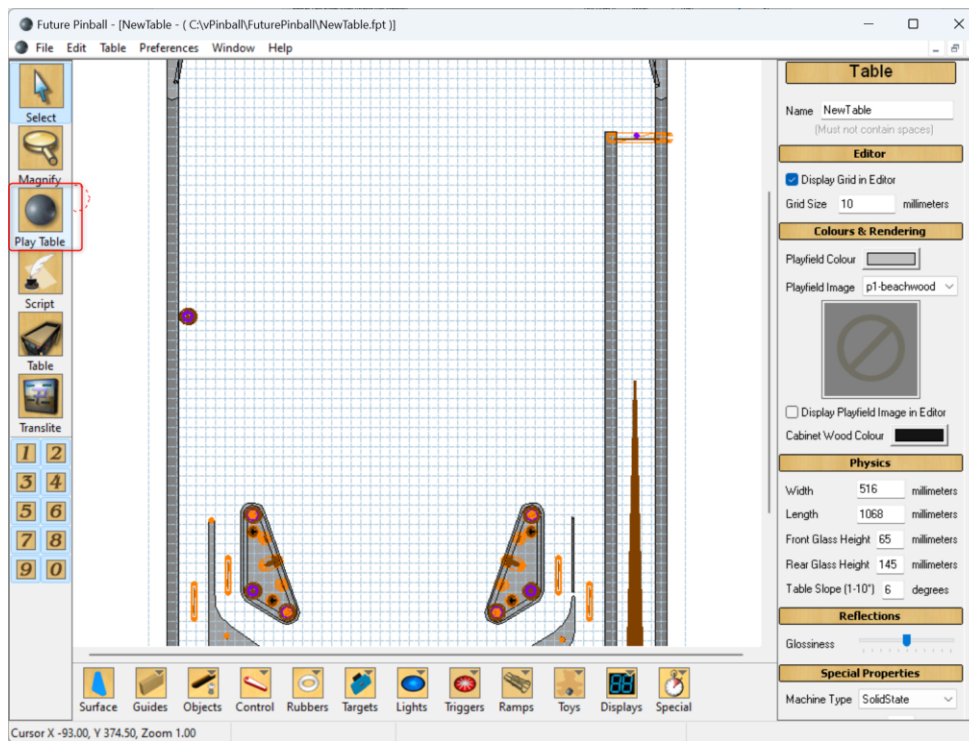 Future Pinball - [NewTable - ( C:\vPinball\FuturePinball\NewTable.fpt )]
File Edit Table Preferences Window Help
Select
Magnify
Play Table
Script
Table
Translite
1 2
3 4
5 6
7 8
9 0
Table
Name NewTable
(Must not contain spaces)
Editor
Display Grid in Editor
Grid Size 10 millimeters
Colours & Rendering
Playfield Colour
Playfield Image p1-beachwood
Display Playfield Image in Editor
Cabinet Wood Colour
Physics
Width 516 millimeters
Length 1068 millimeters
Front Glass Height 65 millimeters
Rear Glass Height 145 millimeters
Table Slope (1-10°) 6 degrees
Reflections
Glossiness
Special Properties
Machine Type SolidState
Surface Guides Objects Control Rubbers Targets Lights Triggers Ramps Toys Displays Special
Cursor X -93.00, Y 374.50, Zoom 1.00